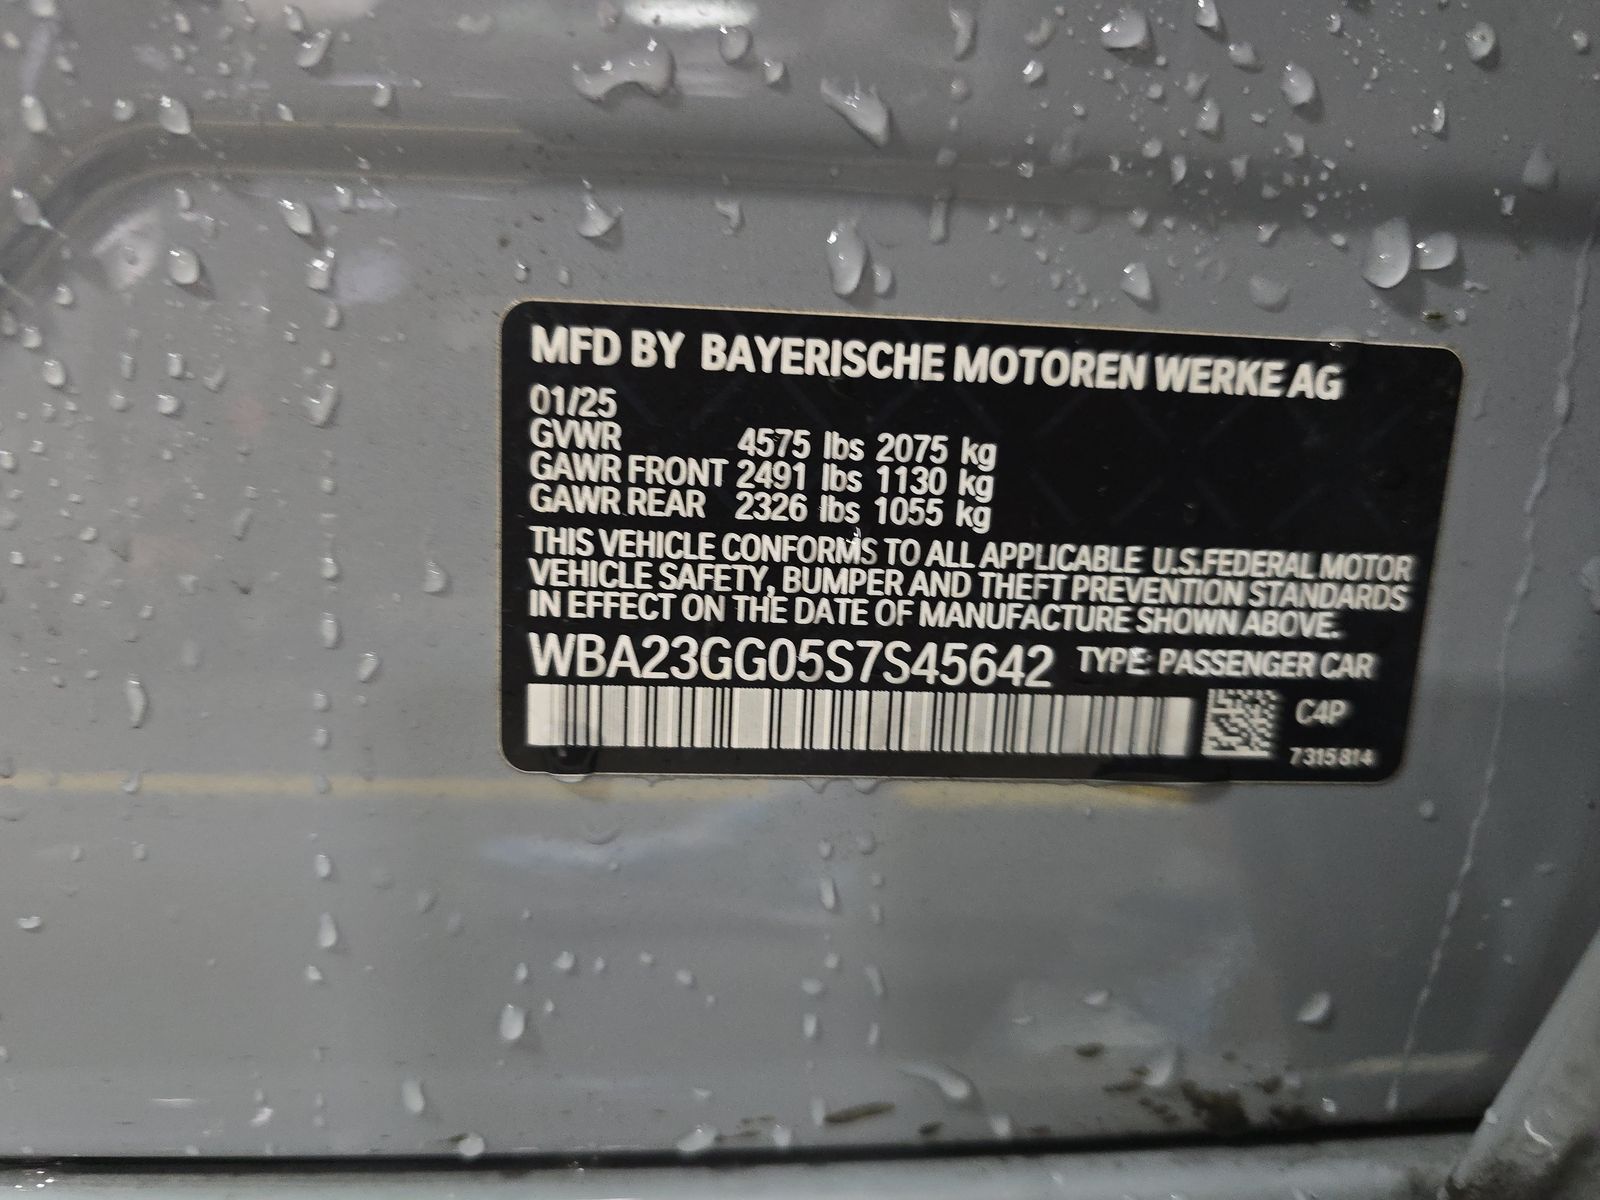 MFD BY BAYERISCHE MOTOREN WERKE AG
01/25
GVWR 4575 lbs 2075 kg
GAWR FRONT 2491 lbs 1130 kg
GAWR REAR 2326 lbs 1055 kg
THIS VEHICLE CONFORMS TO ALL APPLICABLE U.S.FEDERAL MOTOR
VEHICLE SAFETY, BUMPER AND THEFT PREVENTION STANDARDS
IN EFFECT ON THE DATE OF MANUFACTURE SHOWN ABOVE.
WBA23GG05S7S45642 TYPE: PASSENGER CAR
C4P
7315814